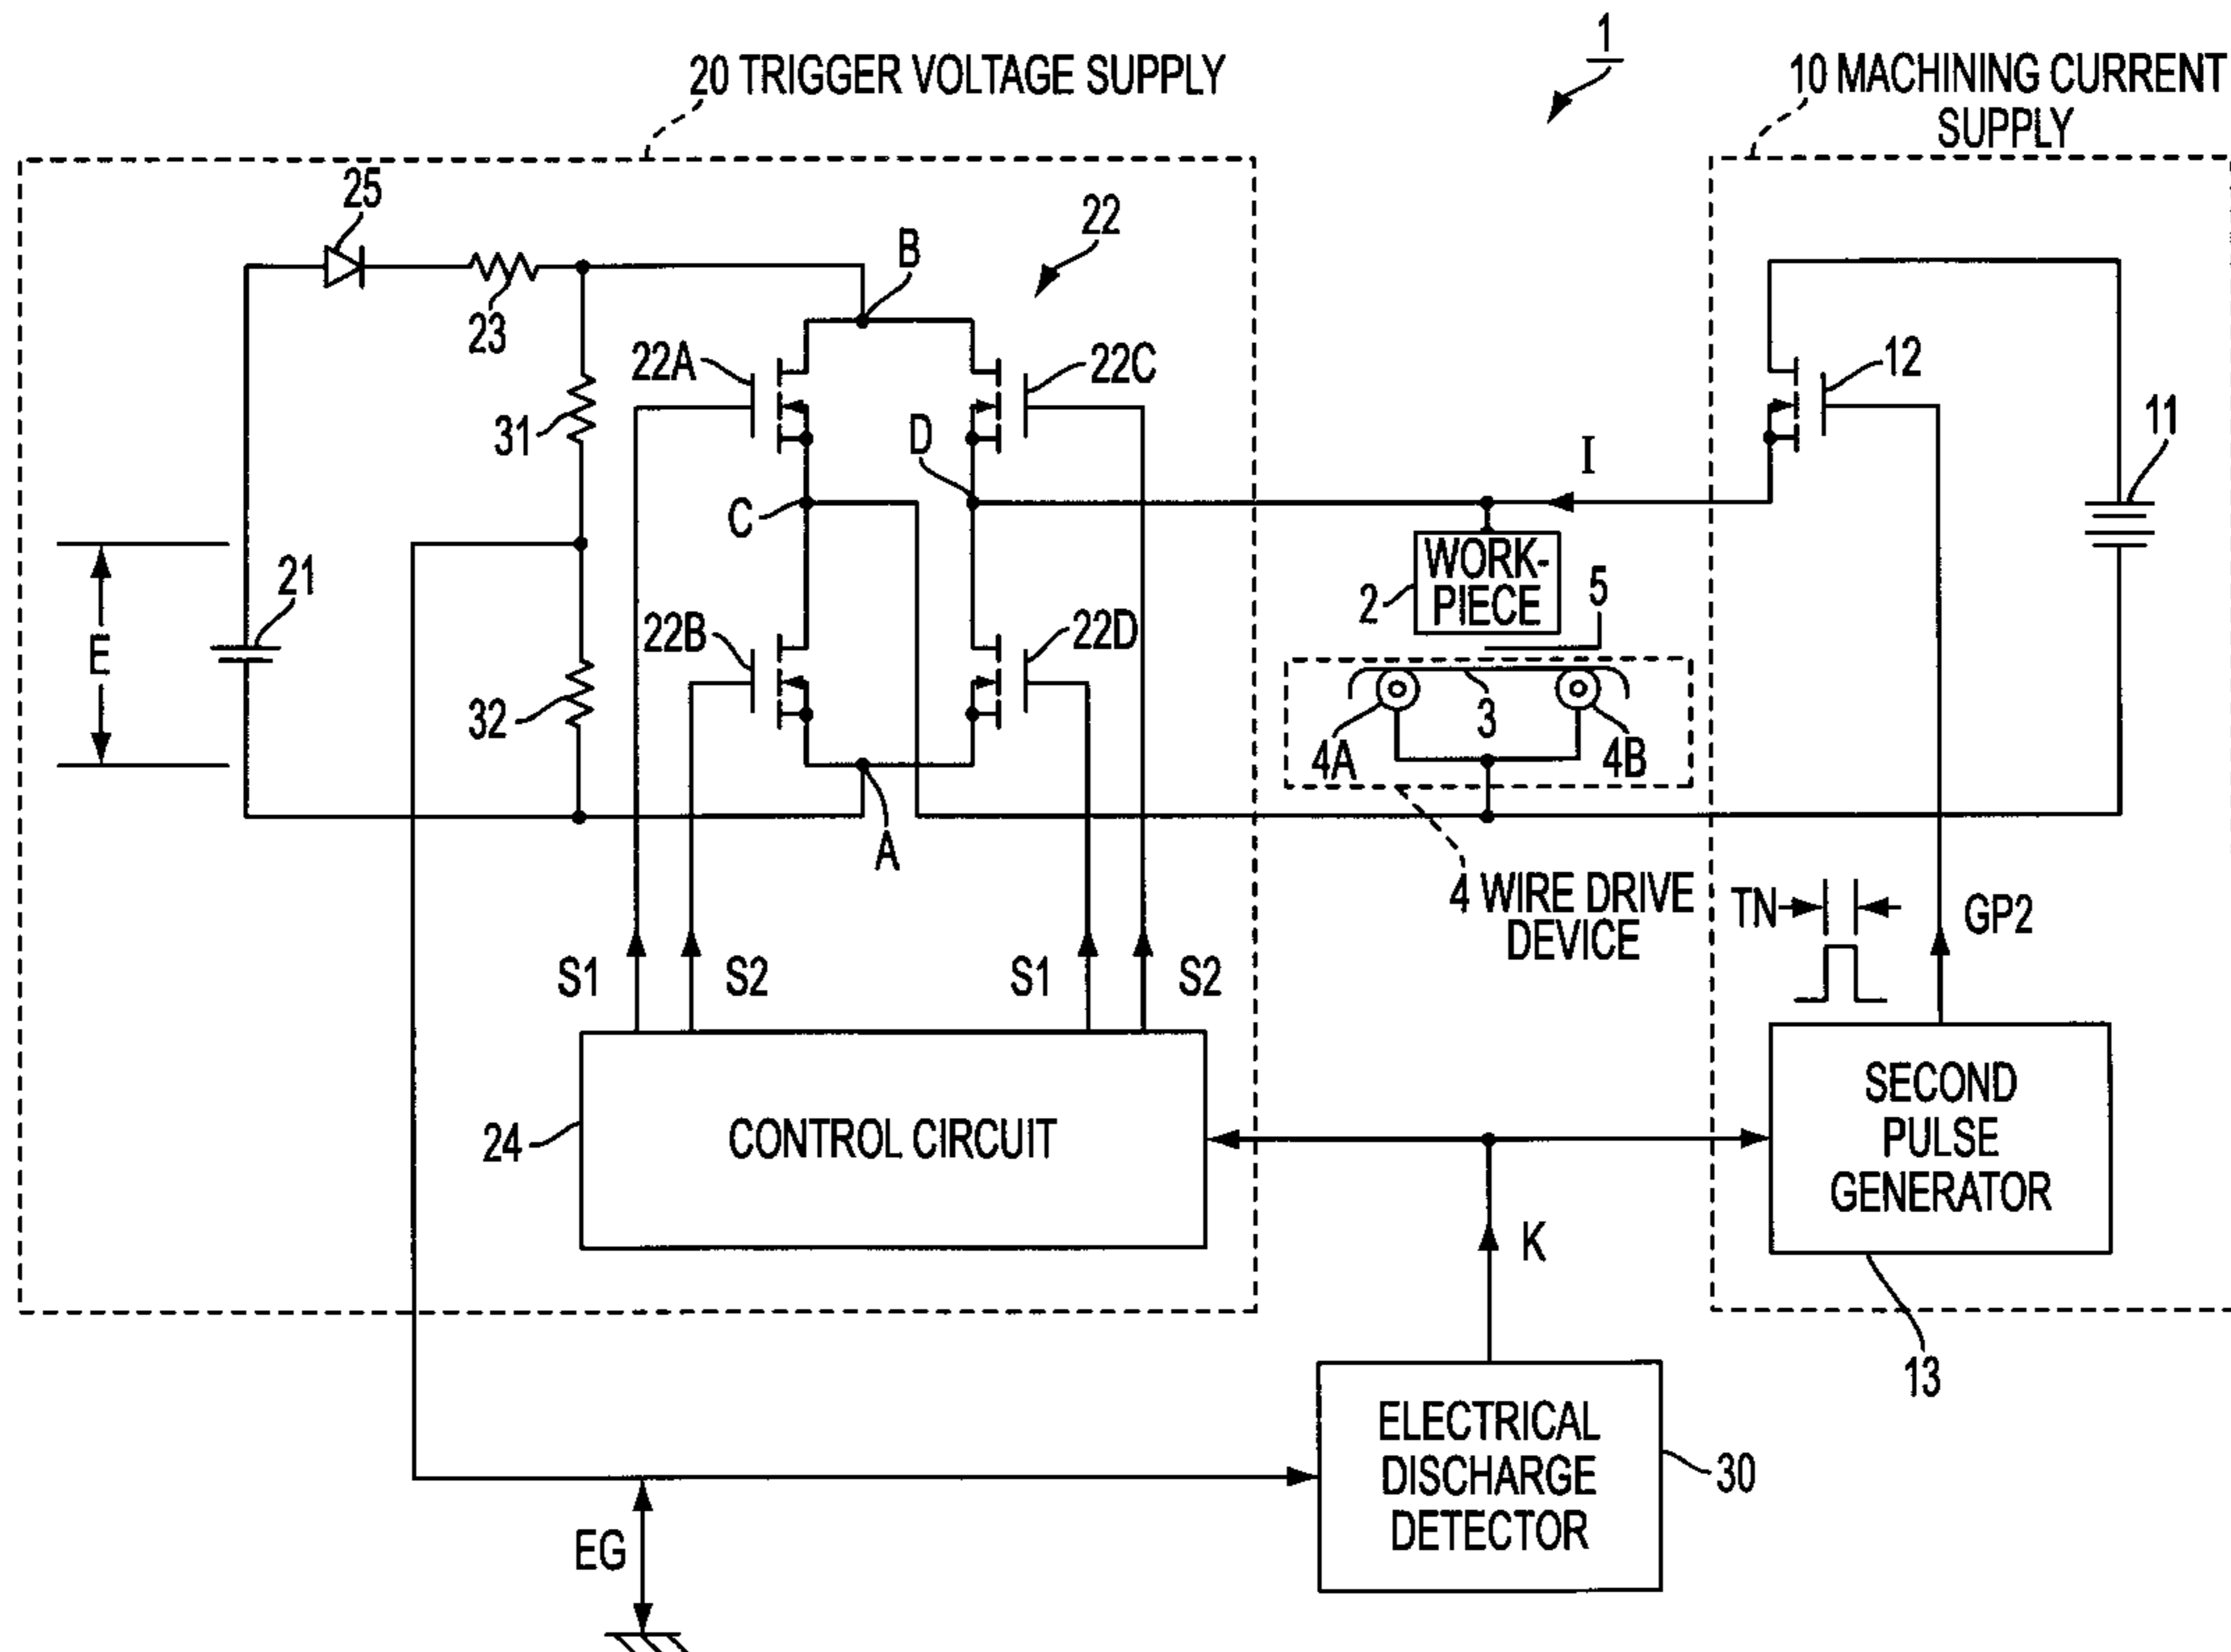 1
20 TRIGGER VOLTAGE SUPPLY
10 MACHINING CURRENT
SUPPLY
25
22
B
23
22A
22C
12
31
D
11
I
C
21
WORK-
PIECE
2
5
E
22B
22D
32
3
4A
4B
A
4 WIRE DRIVE
DEVICE
TN
GP2
S1
S2
S1
S2
SECOND
PULSE
GENERATOR
24
CONTROL CIRCUIT
K
13
ELECTRICAL
DISCHARGE
DETECTOR
30
EG